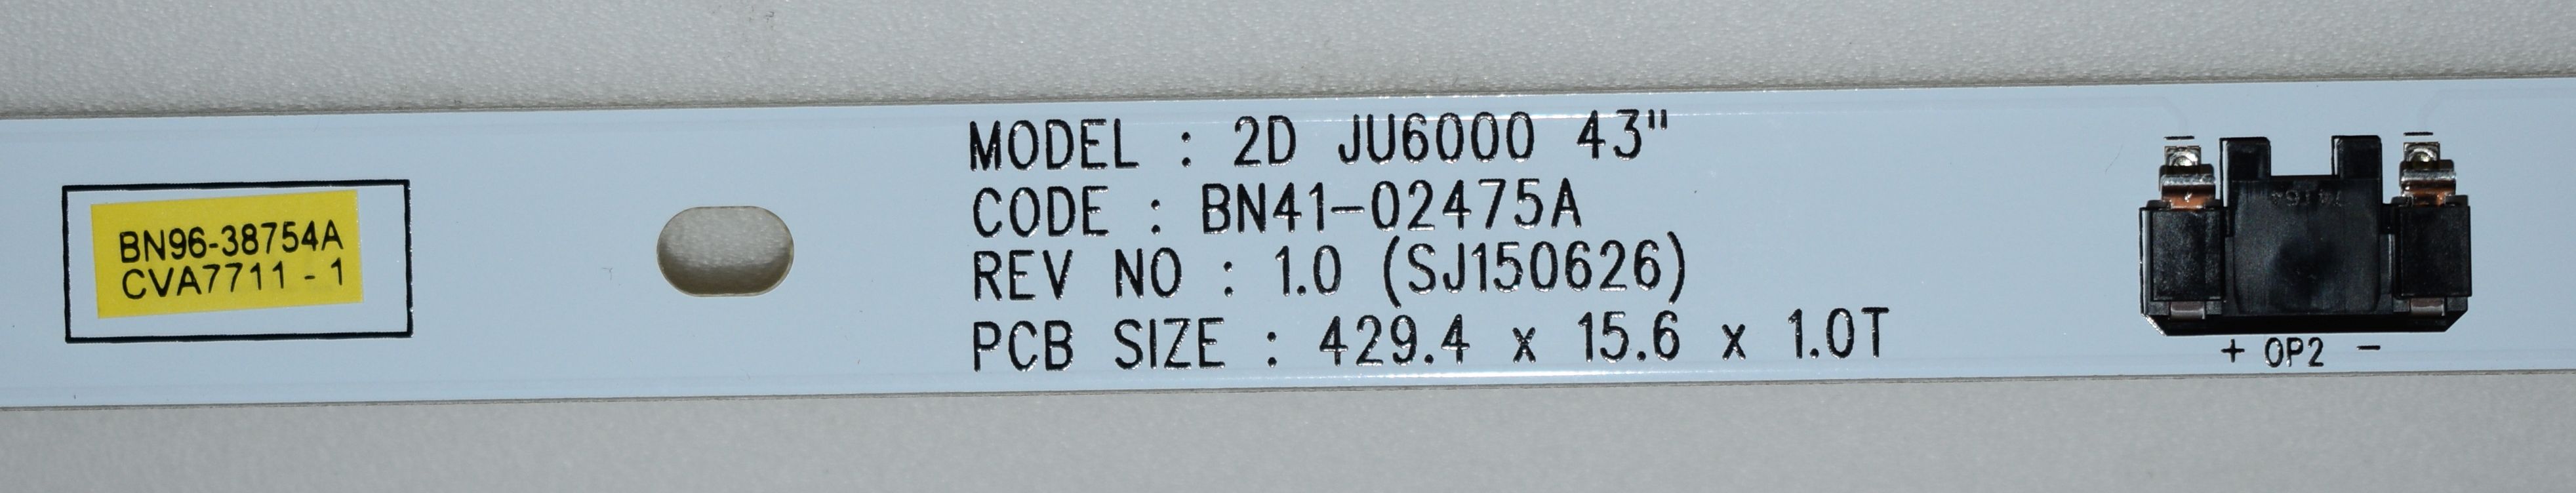 BN96-38754A
CVA7711 - 1
MODEL : 2D JU6000 43"
CODE : BN41-02475A
REV NO : 1.0 (SJ150626)
PCB SIZE : 429.4 x 15.6 x 1.0T
+ OP2 -